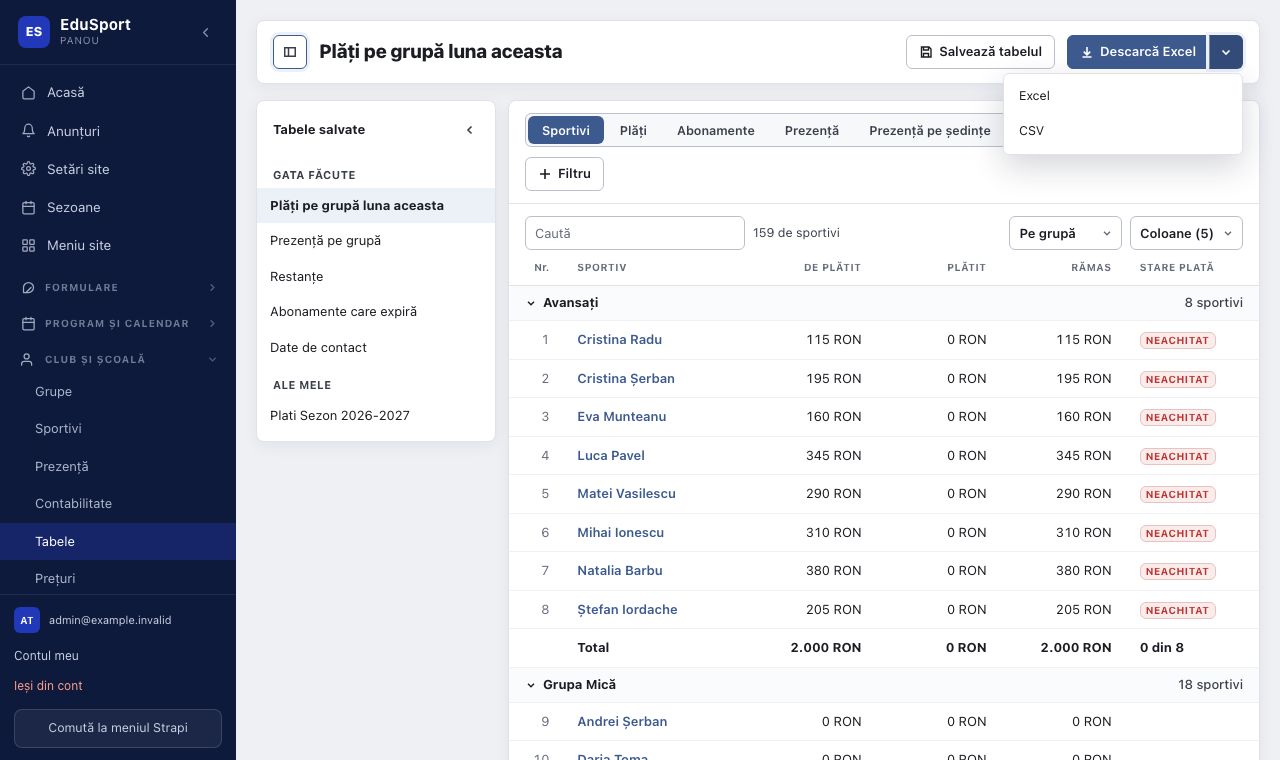 ES
EduSport
PANOU
Acasă
Anunțuri
Setări site
Sezoane
Meniu site
FORMULARE
PROGRAM ȘI CALENDAR
CLUB ȘI ȘCOALĂ
Grupe
Sportivi
Prezență
Contabilitate
Tabele
Prețuri
AT admin@example.invalid
Contul meu
Ieși din cont
Comută la meniul Strapi
Plăți pe grupă luna aceasta
Salvează tabelul
Descarcă Excel
Excel
CSV
Tabele salvate
GATA FĂCUTE
Plăți pe grupă luna aceasta
Prezență pe grupă
Restanțe
Abonamente care expiră
Date de contact
ALE MELE
Plati Sezon 2026-2027
Sportivi Plăți Abonamente Prezență Prezență pe ședințe
+ Filtru
Caută 159 de sportivi Pe grupă Coloane (5)
Nr. SPORTIV DE PLĂTIT PLĂTIT RĂMAS STARE PLATĂ
Avansați 8 sportivi
1 Cristina Radu 115 RON 0 RON 115 RON NEACHITAT
2 Cristina Șerban 195 RON 0 RON 195 RON NEACHITAT
3 Eva Munteanu 160 RON 0 RON 160 RON NEACHITAT
4 Luca Pavel 345 RON 0 RON 345 RON NEACHITAT
5 Matei Vasilescu 290 RON 0 RON 290 RON NEACHITAT
6 Mihai Ionescu 310 RON 0 RON 310 RON NEACHITAT
7 Natalia Barbu 380 RON 0 RON 380 RON NEACHITAT
8 Ștefan Iordache 205 RON 0 RON 205 RON NEACHITAT
Total 2.000 RON 0 RON 2.000 RON 0 din 8
Grupa Mică 18 sportivi
9 Andrei Șerban 0 RON 0 RON 0 RON
10 Daria Toma 0 RON 0 RON 0 RON